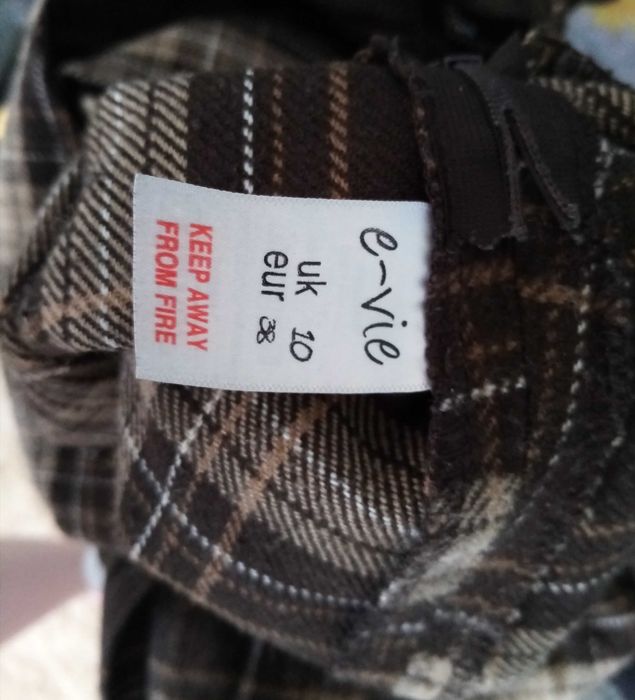 e-vie
uk 10
eur 38
KEEP AWAY
FROM FIRE